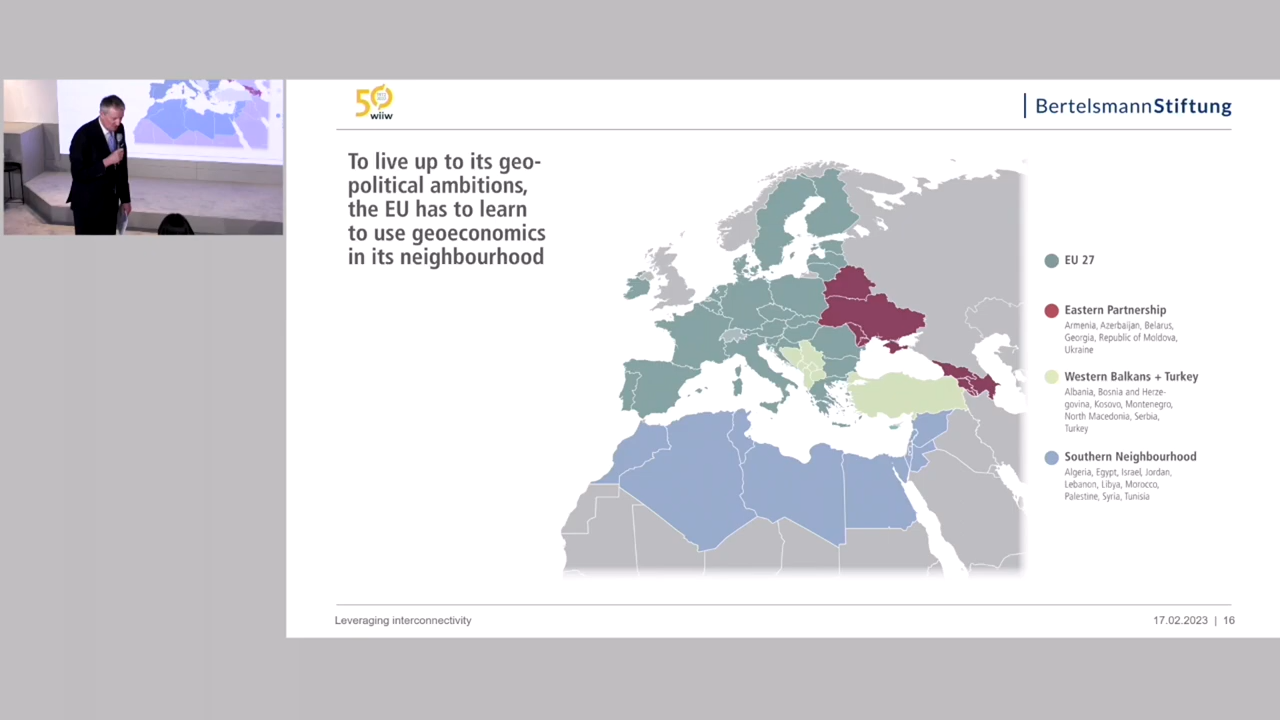 50
wiiw
BertelsmannStiftung
To live up to its geo-
political ambitions,
the EU has to learn
to use geoeconomics
in its neighbourhood
EU 27
Eastern Partnership
Armenia, Azerbaijan, Belarus,
Georgia, Republic of Moldova,
Ukraine
Western Balkans + Turkey
Albania, Bosnia and Herze-
govina, Kosovo, Montenegro,
North Macedonia, Serbia,
Turkey
Southern Neighbourhood
Algeria, Egypt, Israel, Jordan,
Lebanon, Libya, Morocco,
Palestine, Syria, Tunisia
Leveraging interconnectivity
17.02.2023 | 16